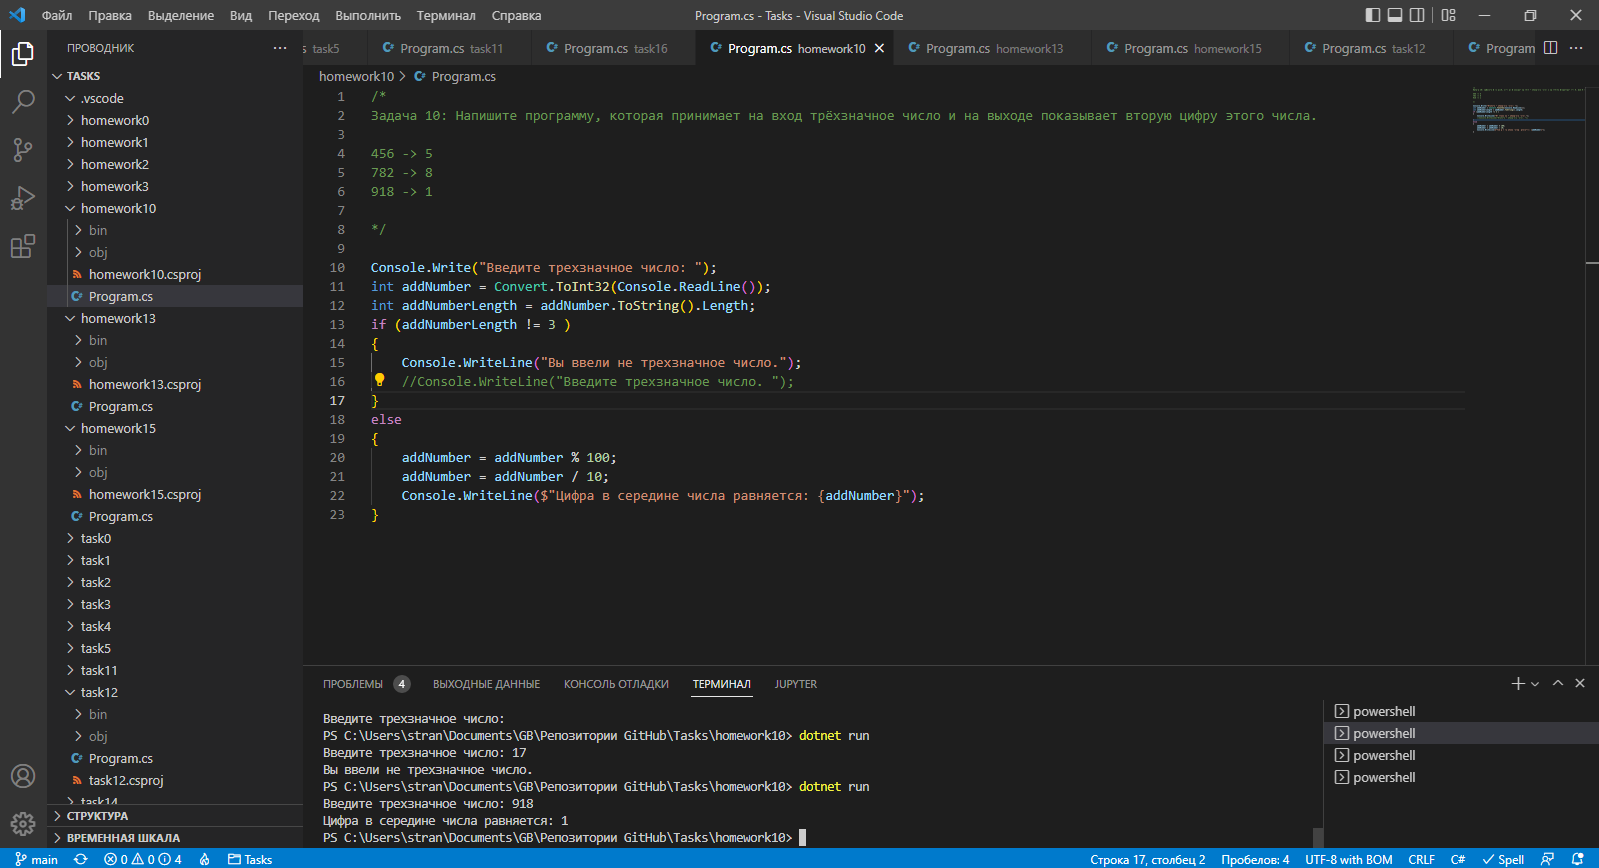 Файл Правка Выделение Вид Переход Выполнить Терминал Справка
Program.cs - Tasks - Visual Studio Code
ПРОВОДНИК
TASKS
.vscode
homework0
homework1
homework2
homework3
homework10
bin
obj
homework10.csproj
Program.cs
homework13
bin
obj
homework13.csproj
Program.cs
homework15
bin
obj
homework15.csproj
Program.cs
task0
task1
task2
task3
task4
task5
task11
task12
bin
obj
Program.cs
task12.csproj
task14
СТРУКТУРА
ВРЕМЕННАЯ ШКАЛА
s task5 Program.cs task11 Program.cs task16 Program.cs homework10 Program.cs homework13 Program.cs homework15 Program.cs task12 Program
homework10 > Program.cs
1 /*
2 Задача 10: Напишите программу, которая принимает на вход трёхзначное число и на выходе показывает вторую цифру этого числа.
3
4 456 -> 5
5 782 -> 8
6 918 -> 1
7
8 */
9
10 Console.Write("Введите трехзначное число: ");
11 int addNumber = Convert.ToInt32(Console.ReadLine());
12 int addNumberLength = addNumber.ToString().Length;
13 if (addNumberLength != 3 )
14 {
15 Console.WriteLine("Вы ввели не трехзначное число.");
16 //Console.WriteLine("Введите трехзначное число. ");
17 }
18 else
19 {
20 addNumber = addNumber % 100;
21 addNumber = addNumber / 10;
22 Console.WriteLine($"Цифра в середине числа равняется: {addNumber}");
23 }
ПРОБЛЕМЫ 4 ВЫХОДНЫЕ ДАННЫЕ КОНСОЛЬ ОТЛАДКИ ТЕРМИНАЛ JUPYTER
Введите трехзначное число:
PS C:\Users\stran\Documents\GB\Репозитории GitHub\Tasks\homework10> dotnet run
Введите трехзначное число: 17
Вы ввели не трехзначное число.
PS C:\Users\stran\Documents\GB\Репозитории GitHub\Tasks\homework10> dotnet run
Введите трехзначное число: 918
Цифра в середине числа равняется: 1
PS C:\Users\stran\Documents\GB\Репозитории GitHub\Tasks\homework10>
powershell
powershell
powershell
powershell
main 0 0 4 Tasks
Строка 17, столбец 2 Пробелов: 4 UTF-8 with BOM CRLF C# Spell